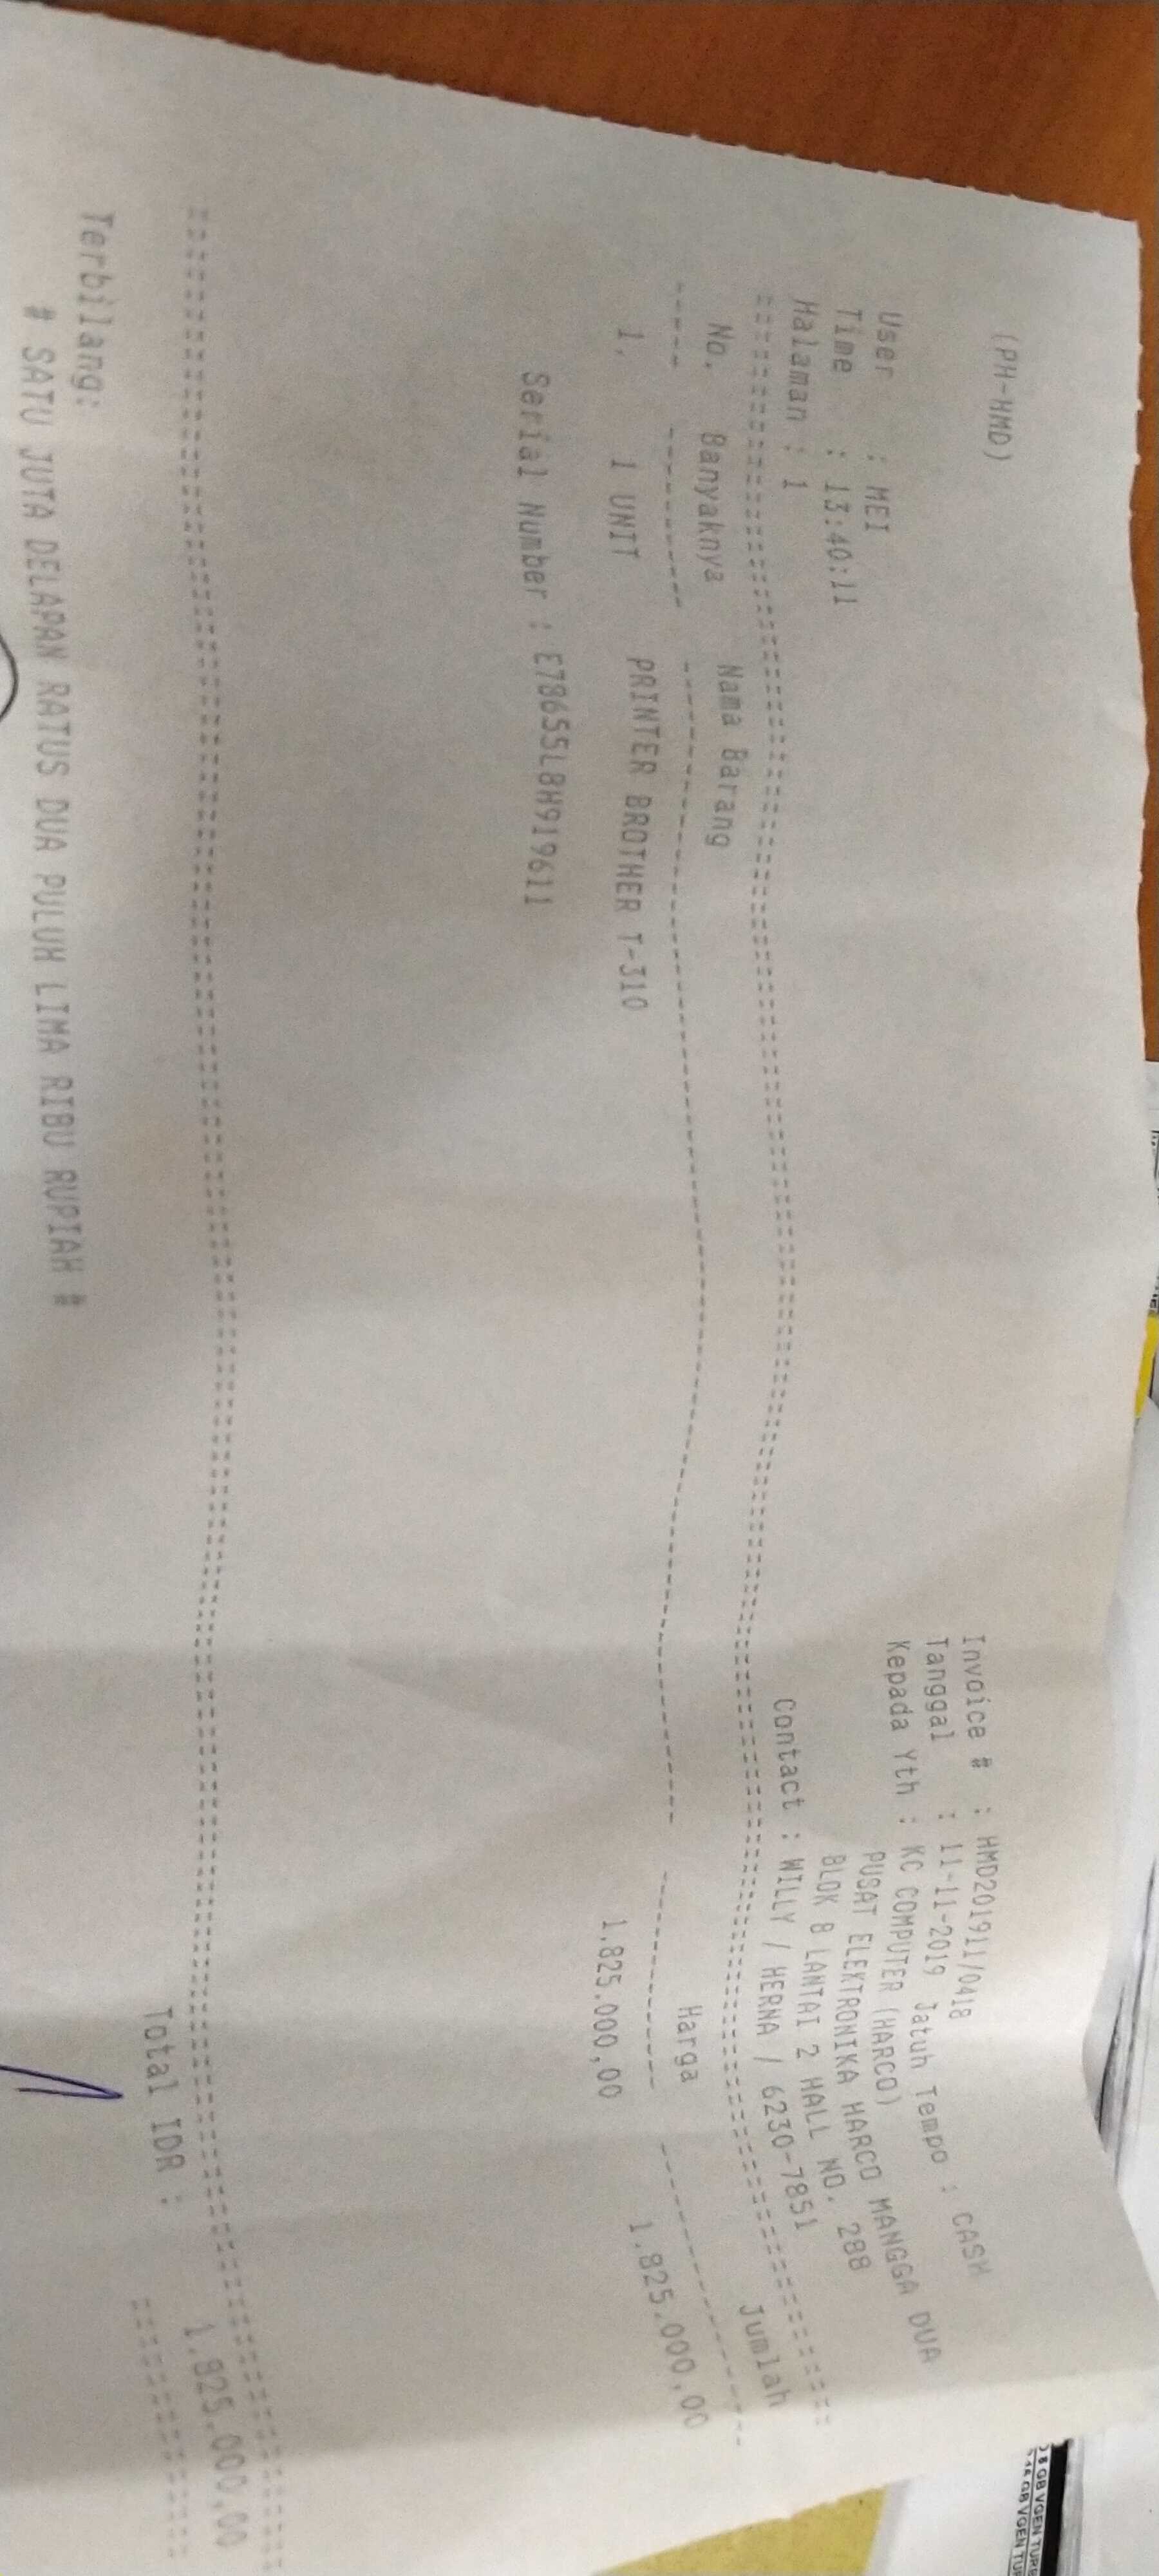 (PH-HMD)
Invoice # : HMD201911/0418
Tanggal : 11-11-2019 Jatuh Tempo : CASH
User : MEI Kepada Yth : KC COMPUTER (HARCO)
Time : 13:40:11 PUSAT ELEKTRONIKA HARCO MANGGA DUA
Halaman : 1 BLOK B LANTAI 2 HALL NO. 288
Contact : WILLY / HERNA / 6230-7851
No. Banyaknya Nama Barang Harga Jumlah
1. 1 UNIT PRINTER BROTHER T-310 1.825.000,00 1.825.000,00
Serial Number : E78655L8H919611
Total IDR : 1.825.000,00
Terbilang:
# SATU JUTA DELAPAN RATUS DUA PULUH LIMA RIBU RUPIAH #